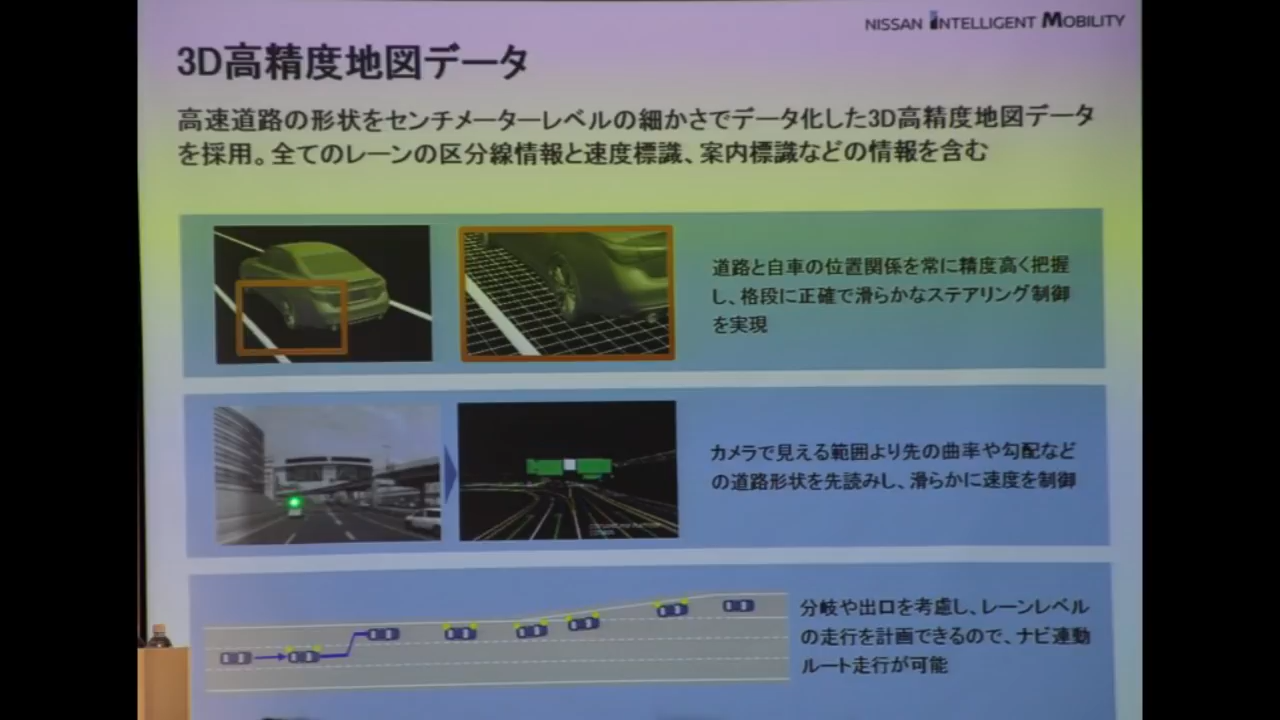 NISSAN INTELLIGENT MOBILITY
3D高精度地図データ
高速道路の形状をセンチメーターレベルの細かさでデータ化した3D高精度地図データ
を採用。全てのレーンの区分線情報と速度標識、案内標識などの情報を含む
道路と自車の位置関係を常に精度高く把握
し、格段に正確で滑らかなステアリング制御
を実現
カメラで見える範囲より先の曲率や勾配など
の道路形状を先読みし、滑らかに速度を制御
分岐や出口を考慮し、レーンレベル
の走行を計画できるので、ナビ連動
ルート走行が可能